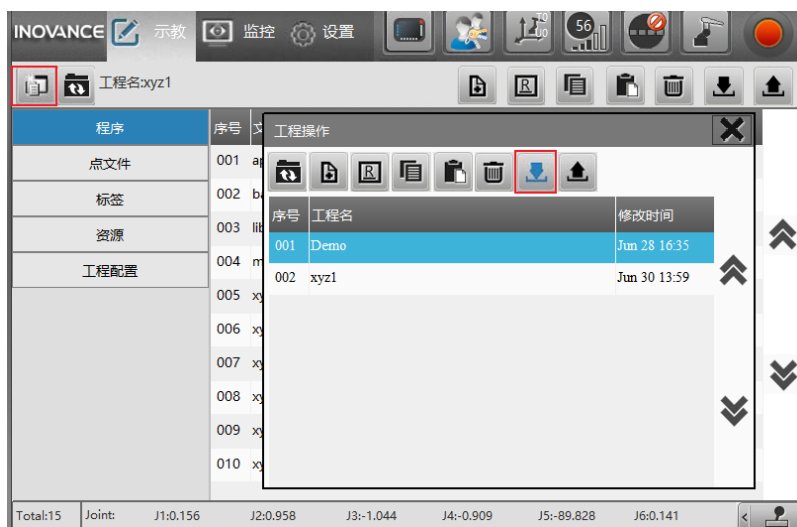 INOVANCE 示教 监控 设置 TO U0 56
工程名:xyz1 R
程序 序号
点文件 001
标签 002
资源 003 lib
工程配置 004
005
006
007
008
009
010
工程操作
R
序号 工程名 修改时间
001 Demo Jun 28 16:35
002 xyz1 Jun 30 13:59
Total:15 Joint: J1:0.156 J2:0.958 J3:-1.044 J4:-0.909 J5:-89.828 J6:0.141 <